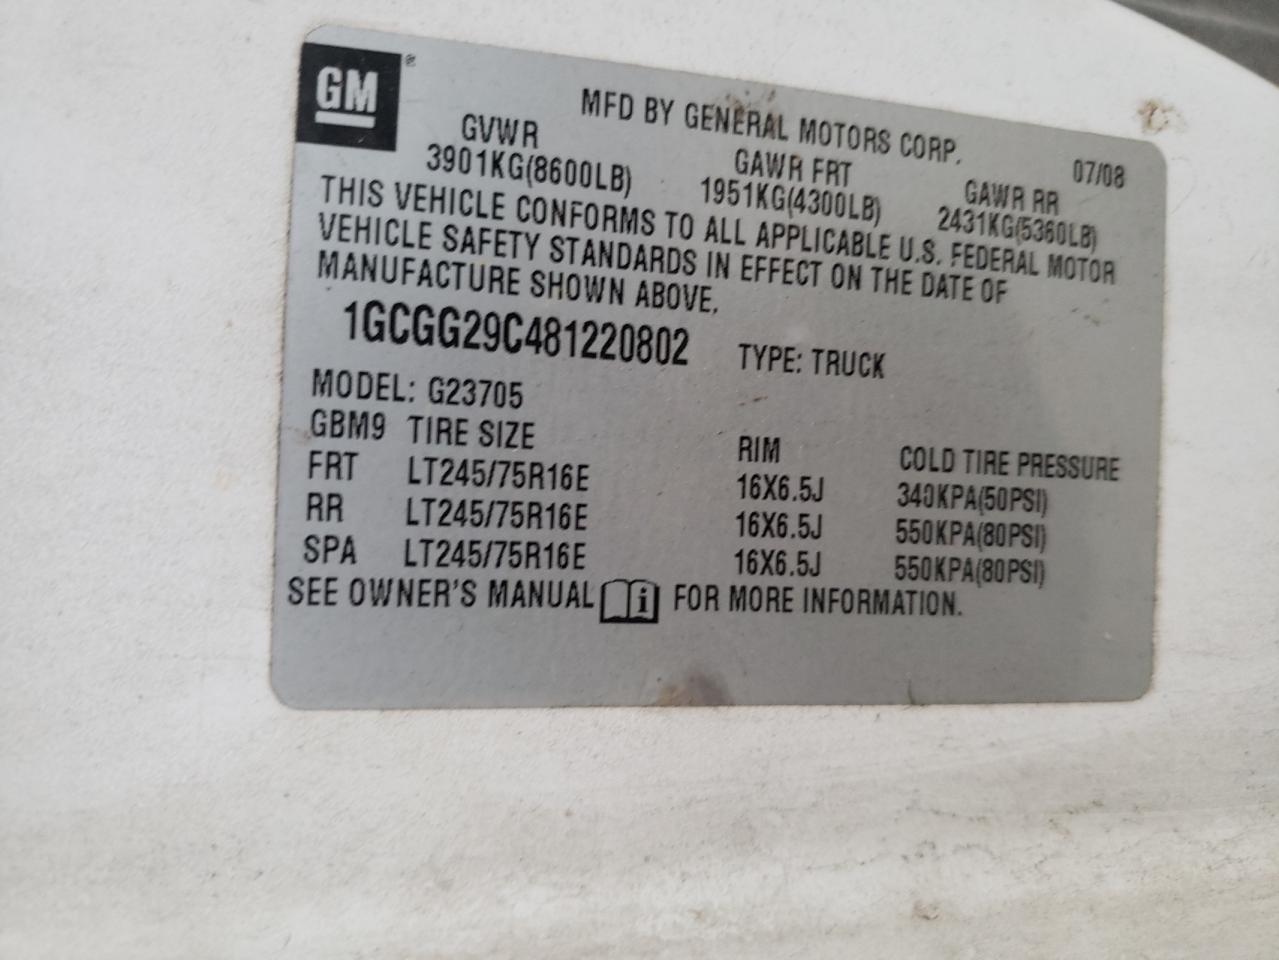 GM®
MFD BY GENERAL MOTORS CORP.
07/08
GVWR
GAWR FRT
GAWR RR
3901KG(8600LB)
1951KG(4300LB)
2431KG(5360LB)
THIS VEHICLE CONFORMS TO ALL APPLICABLE U.S. FEDERAL MOTOR
VEHICLE SAFETY STANDARDS IN EFFECT ON THE DATE OF
MANUFACTURE SHOWN ABOVE.
1GCGG29C481220802 TYPE: TRUCK
MODEL: G23705
GBM9 TIRE SIZE RIM COLD TIRE PRESSURE
FRT LT245/75R16E 16X6.5J 340KPA(50PSI)
RR LT245/75R16E 16X6.5J 550KPA(80PSI)
SPA LT245/75R16E 16X6.5J 550KPA(80PSI)
SEE OWNER'S MANUAL i FOR MORE INFORMATION.